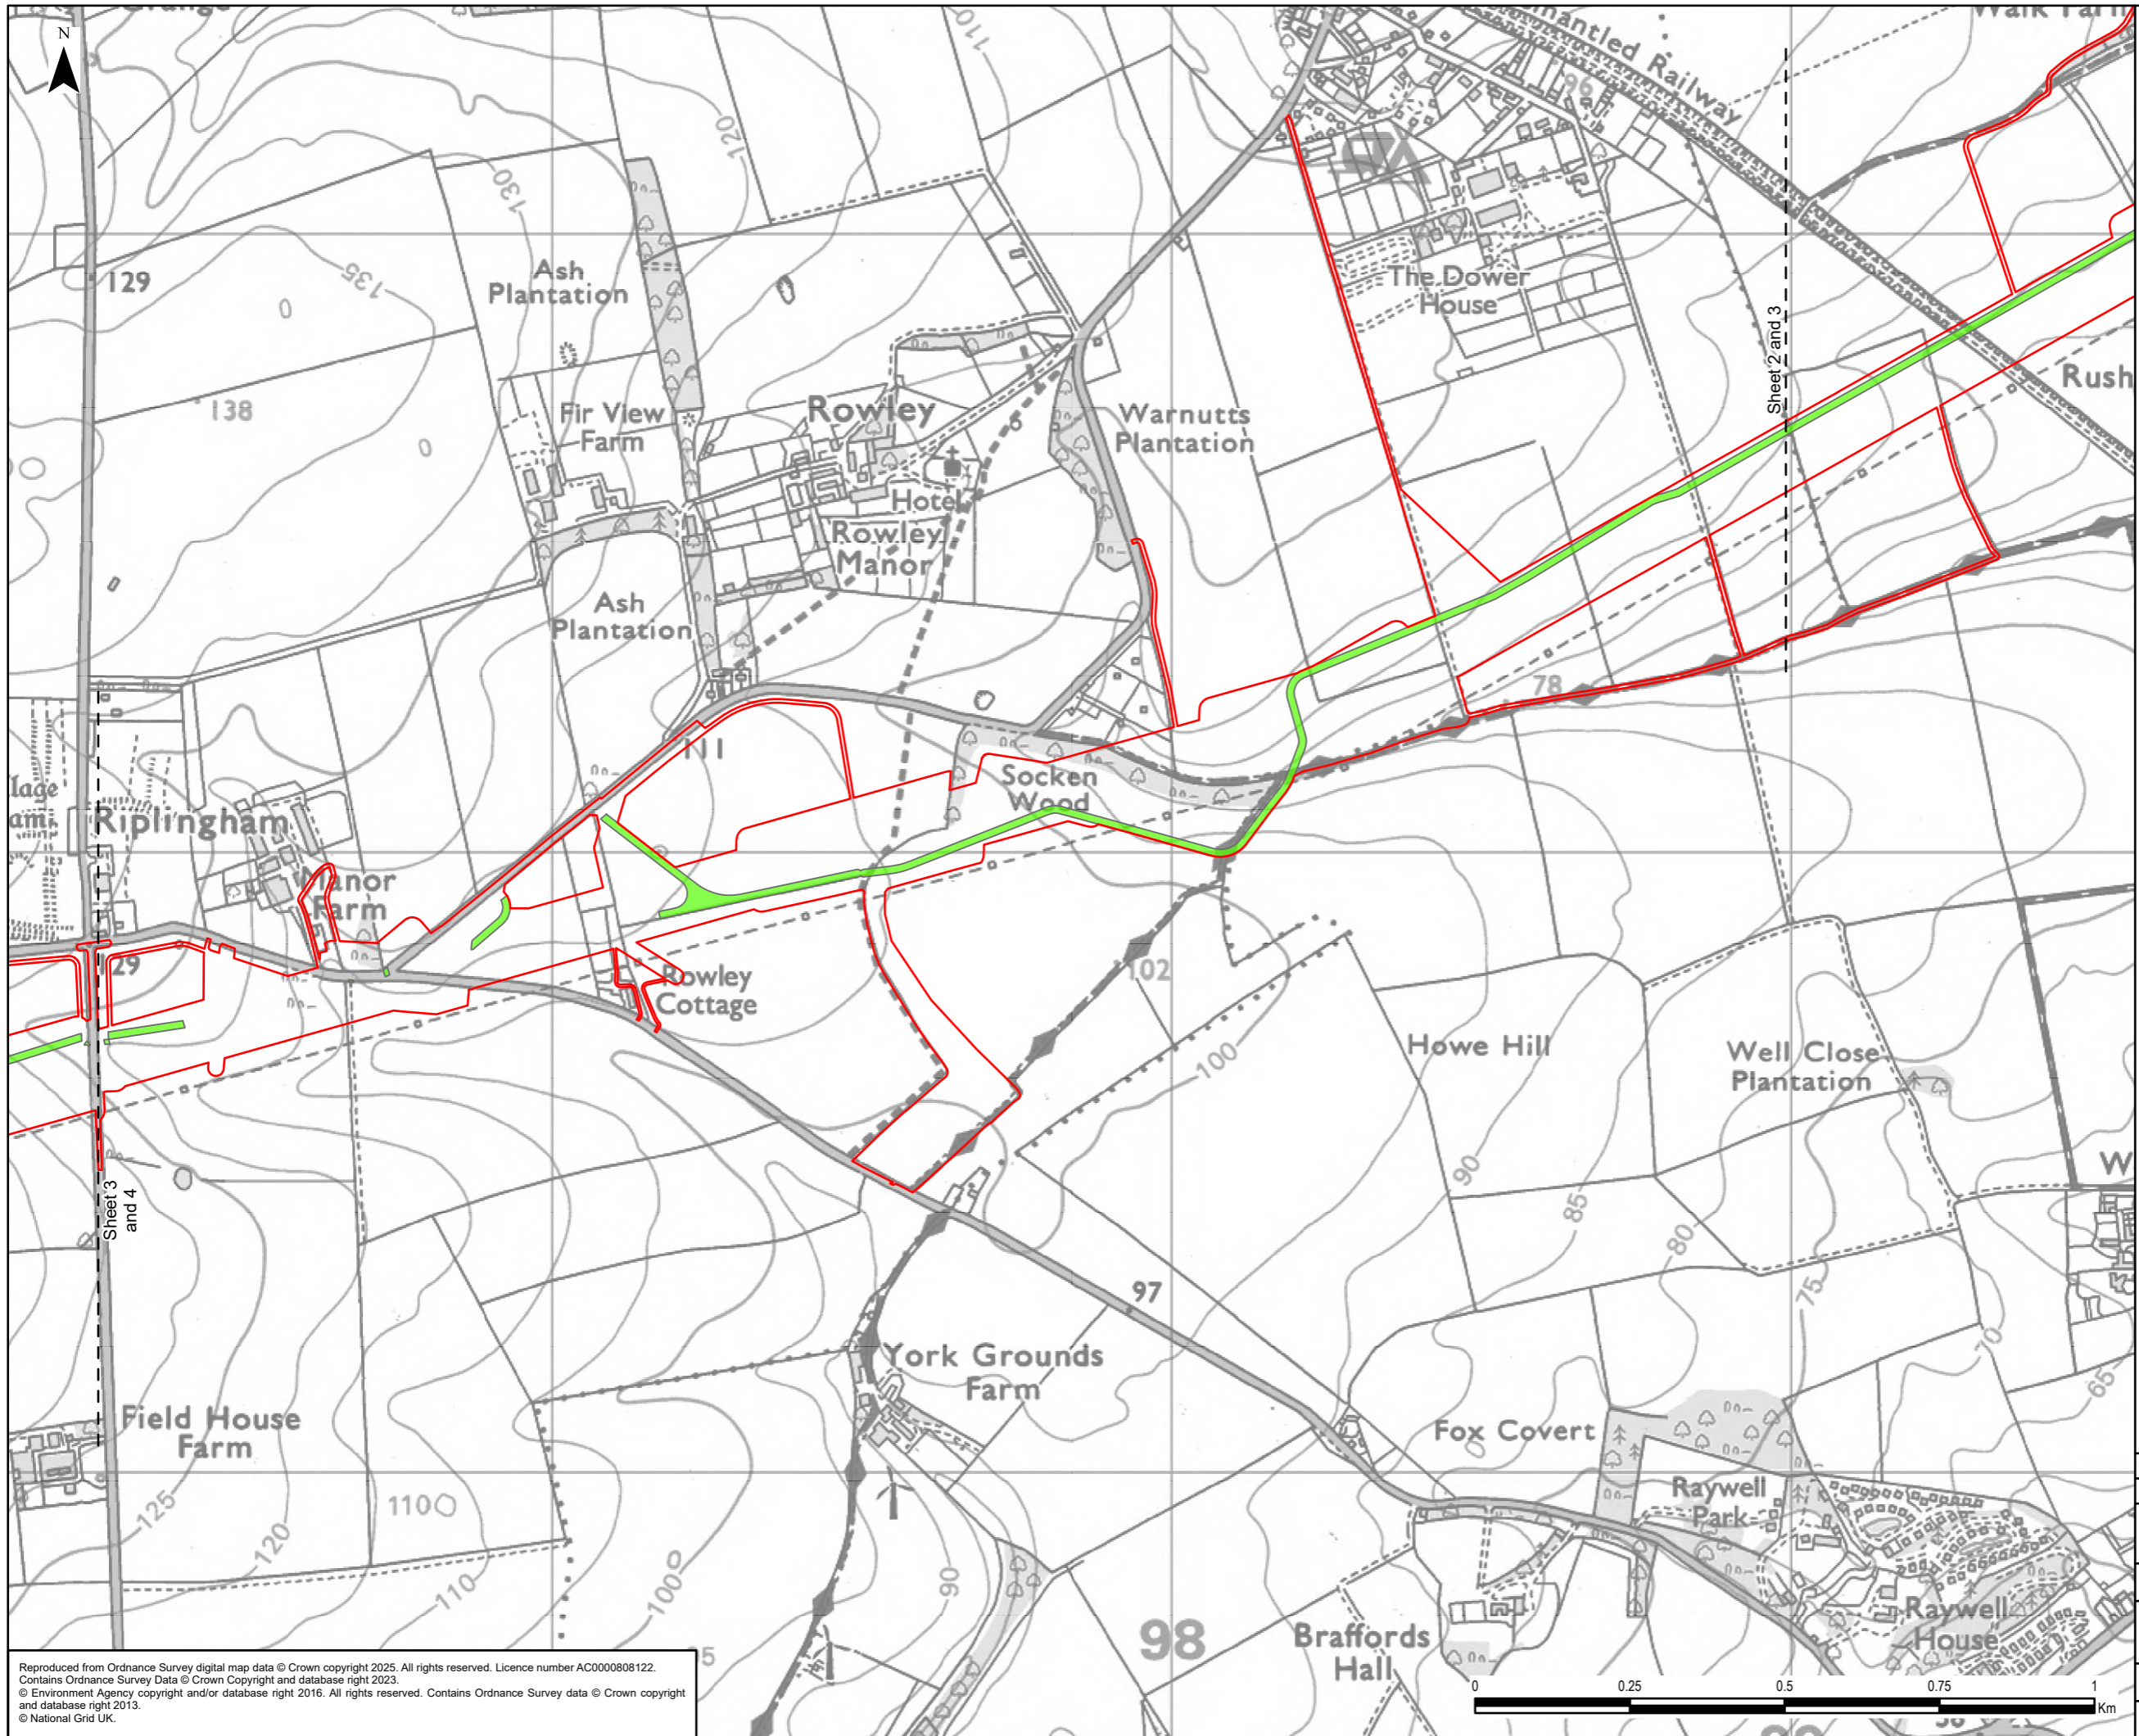 N
110
Walk Farm
Dismantled Railway
96
120
130
129
135
Ash
Plantation
The Dower
House
Sheet 2 and 3
138
Rush
Fir View
Farm
Rowley
Warnutts
Plantation
Hotel
Rowley
Manor
Ash
Plantation
78
111
Socken
Wood
Riplingham
Manor
Farm
129
102
Rowley
Cottage
100
Howe Hill
Well Close
Plantation
Sheet 3
and 4
90
85
80
75
70
65
W
97
York Grounds
Farm
Field House
Farm
Fox Covert
Raywell
Park
125
120
110
110
100
90
98
Braffords
Hall
Raywell
House
0 0.25 0.5 0.75 1
Km
Reproduced from Ordnance Survey digital map data © Crown copyright 2025. All rights reserved. Licence number AC0000808122.
Contains Ordnance Survey Data © Crown Copyright and database right 2023.
© Environment Agency copyright and/or database right 2016. All rights reserved. Contains Ordnance Survey data © Crown copyright
and database right 2013.
© National Grid UK.